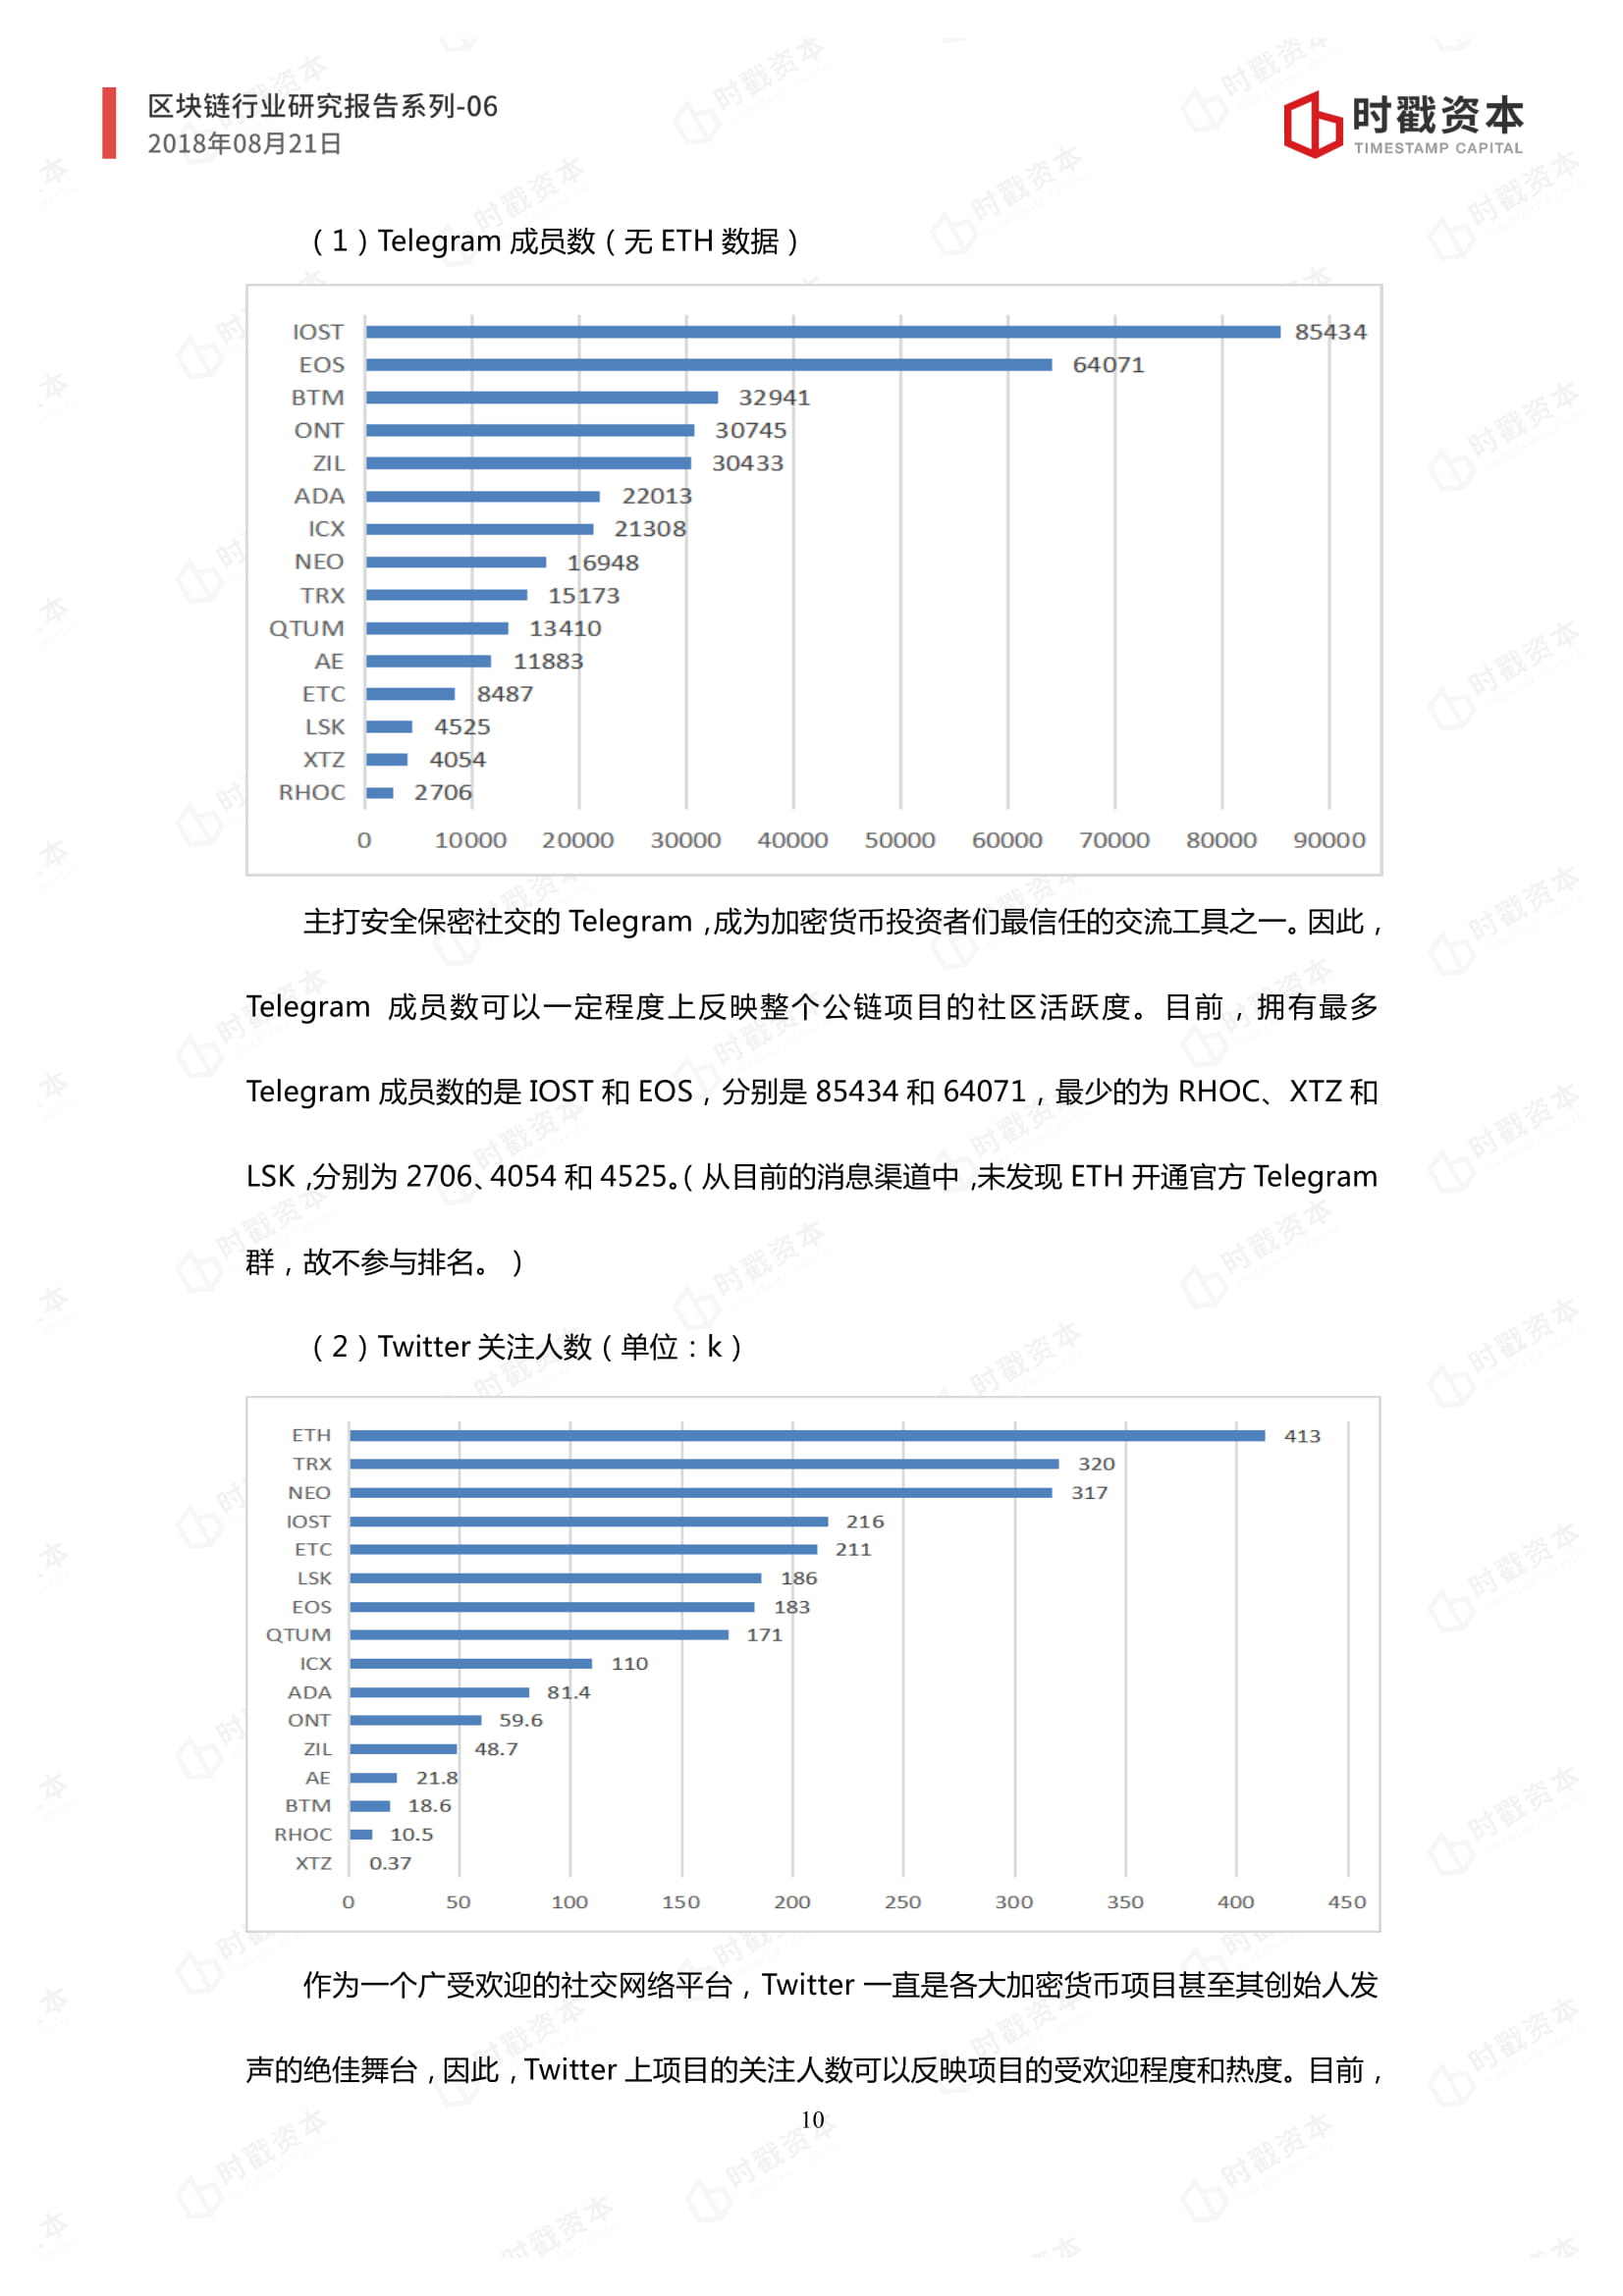 区块链行业研究报告系列-06
2018年08月21日
时戳资本
TIMESTAMP CAPITAL
（1）Telegram 成员数（无 ETH 数据）
IOST 85434
EOS 64071
BTM 32941
ONT 30745
ZIL 30433
ADA 22013
ICX 21308
NEO 16948
TRX 15173
QTUM 13410
AE 11883
ETC 8487
LSK 4525
XTZ 4054
RHOC 2706
0 10000 20000 30000 40000 50000 60000 70000 80000 90000
主打安全保密社交的 Telegram，成为加密货币投资者们最信任的交流工具之一。因此，
Telegram 成员数可以一定程度上反映整个公链项目的社区活跃度。目前，拥有最多
Telegram 成员数的是 IOST 和 EOS，分别是 85434 和 64071，最少的为 RHOC、XTZ 和
LSK，分别为 2706、4054 和 4525。（从目前的消息渠道中，未发现 ETH 开通官方 Telegram
群，故不参与排名。）
（2）Twitter 关注人数（单位：k）
ETH 413
TRX 320
NEO 317
IOST 216
ETC 211
LSK 186
EOS 183
QTUM 171
ICX 110
ADA 81.4
ONT 59.6
ZIL 48.7
AE 21.8
BTM 18.6
RHOC 10.5
XTZ 0.37
0 50 100 150 200 250 300 350 400 450
作为一个广受欢迎的社交网络平台，Twitter 一直是各大加密货币项目甚至其创始人发
声的绝佳舞台，因此，Twitter 上项目的关注人数可以反映项目的受欢迎程度和热度。目前，
10